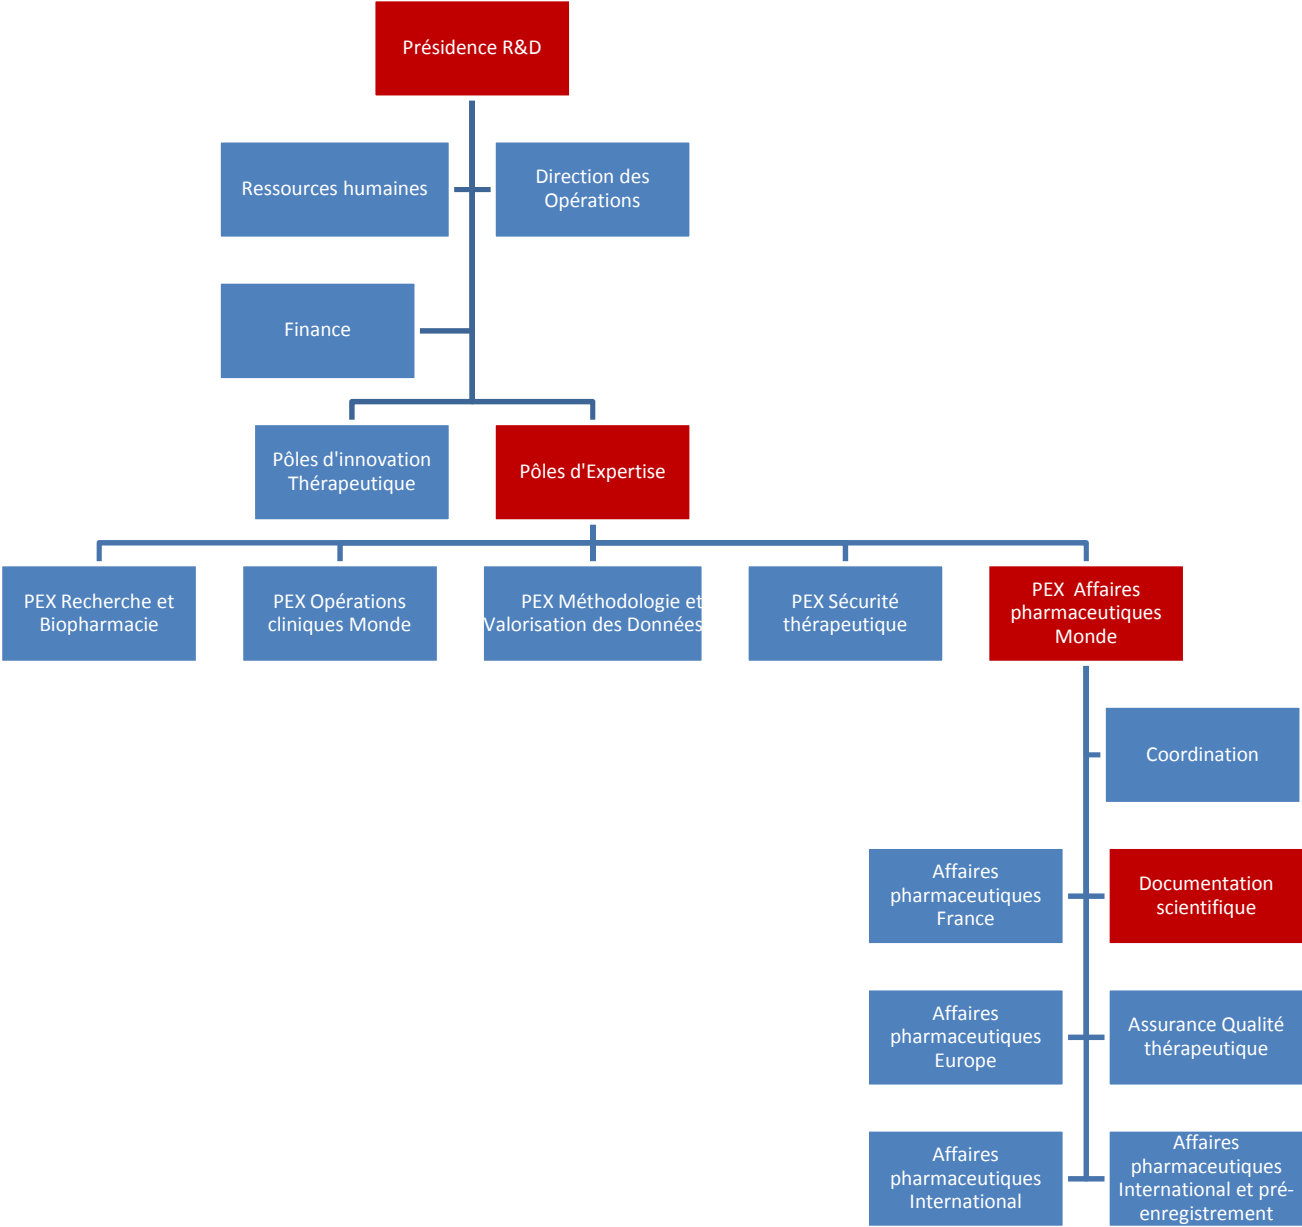 Présidence R&D
Ressources humaines
Direction des
Opérations
Finance
Pôles d'innovation
Thérapeutique
Pôles d'Expertise
PEX Recherche et
Biopharmacie
PEX Opérations
cliniques Monde
PEX Méthodologie et
Valorisation des Données
PEX Sécurité
thérapeutique
PEX  Affaires
pharmaceutiques
Monde
Coordination
Affaires
pharmaceutiques
France
Documentation
scientifique
Affaires
pharmaceutiques
Europe
Assurance Qualité
thérapeutique
Affaires
pharmaceutiques
International
Affaires
pharmaceutiques
International et pré-
enregistrement